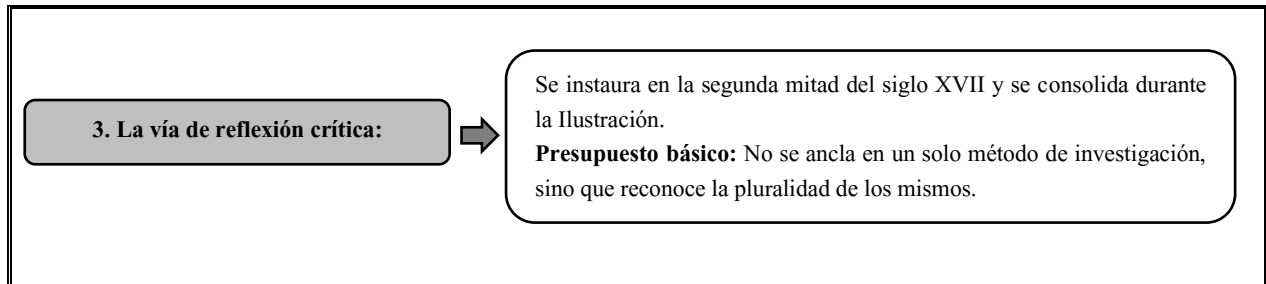 3. La vía de reflexión crítica:
Se instaura en la segunda mitad del siglo XVII y se consolida durante
la Ilustración.
Presupuesto básico: No se ancla en un solo método de investigación,
sino que reconoce la pluralidad de los mismos.